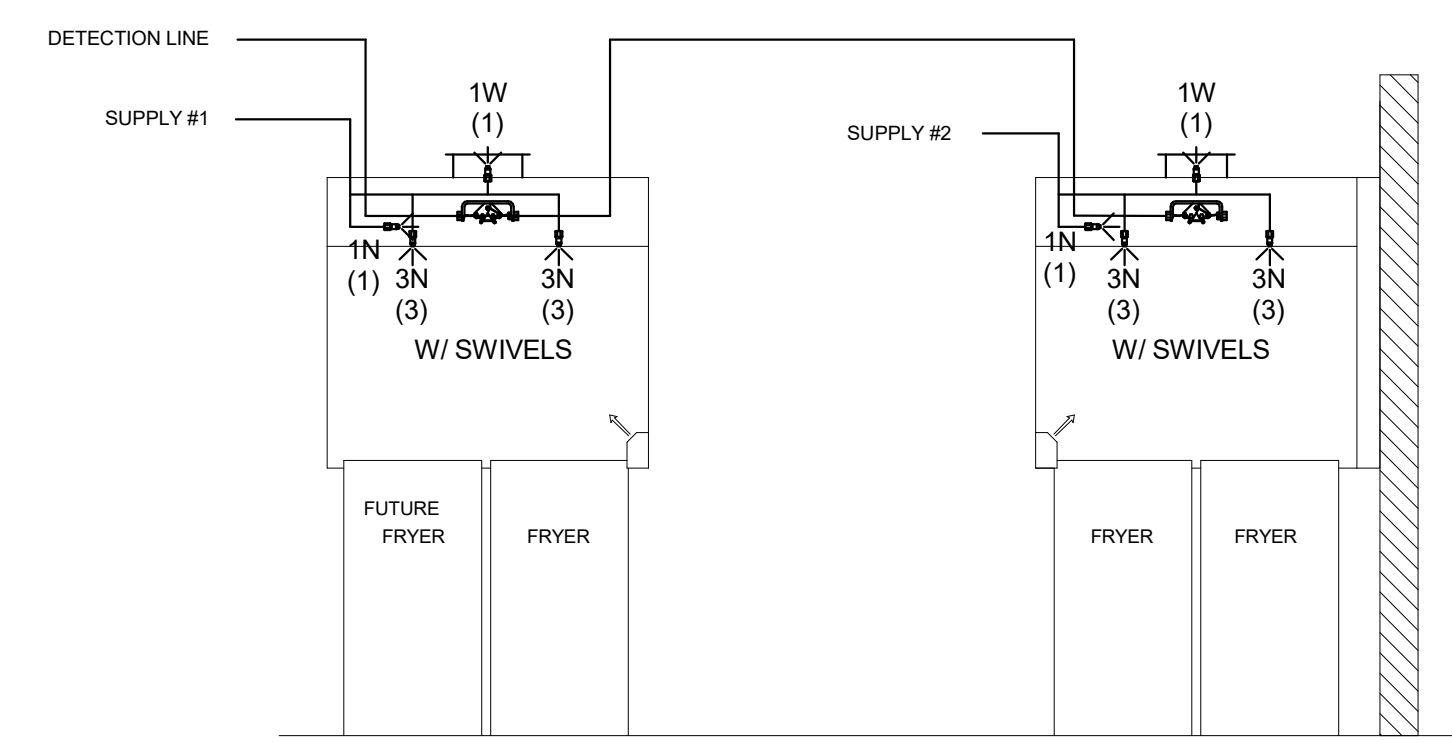 DETECTION LINE
SUPPLY #1
1W
(1)
1N
(1)
3N
(3)
3N
(3)
W/ SWIVELS
FUTURE
FRYER
FRYER
SUPPLY #2
1W
(1)
1N
(1)
3N
(3)
3N
(3)
W/ SWIVELS
FRYER
FRYER